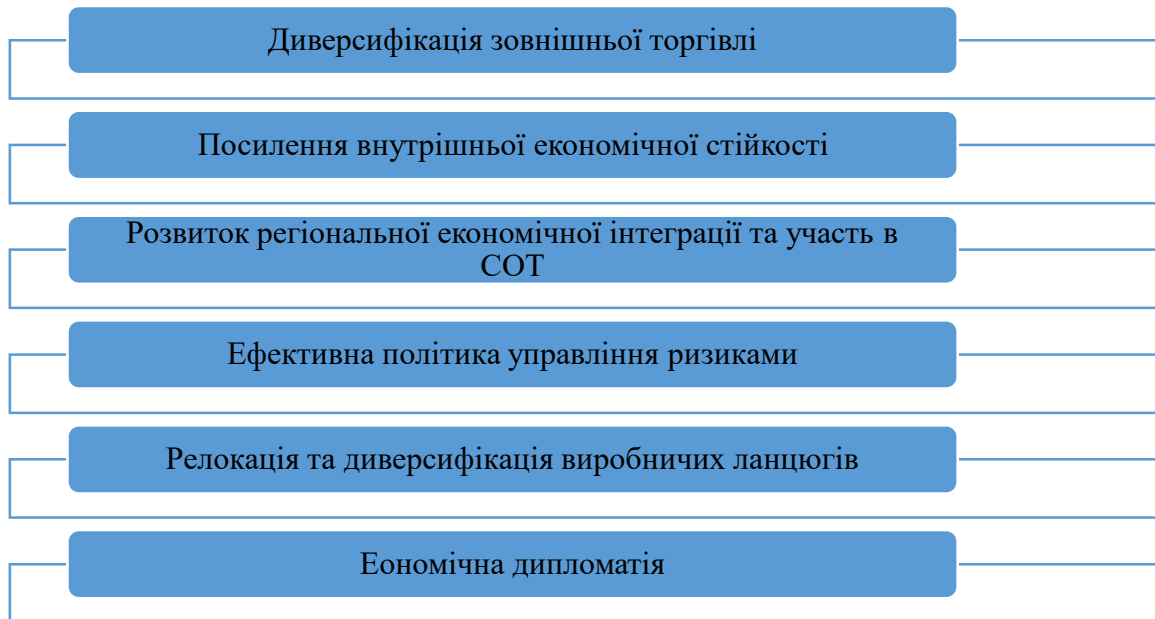 Диверсифікація зовнішньої торгівлі
Посилення внутрішньої економічної стійкості
Розвиток регіональної економічної інтеграції та участь в
СОТ
Ефективна політика управління ризиками
Релокація та диверсифікація виробничих ланцюгів
Еономічна дипломатія